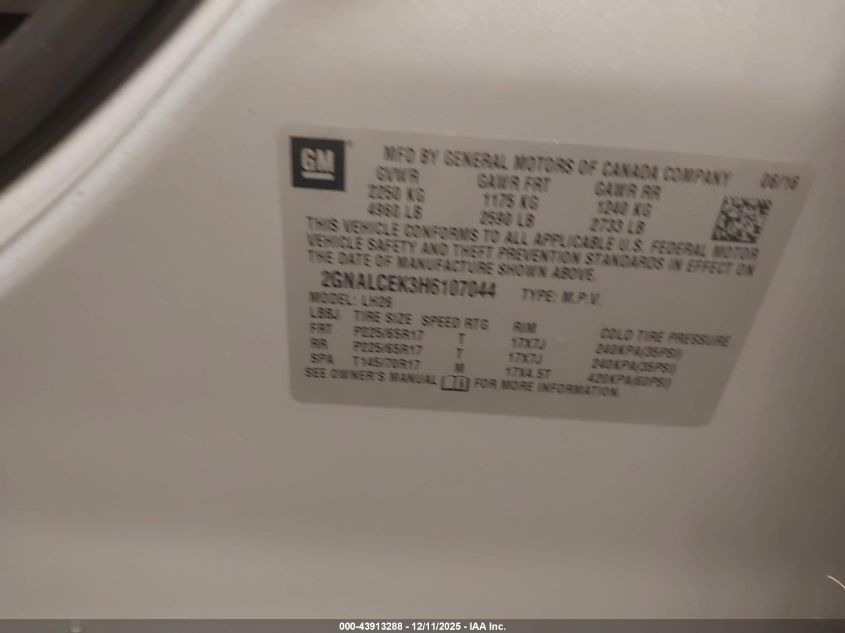 GM
MFD BY GENERAL MOTORS OF CANADA COMPANY 06/16
GVWR GAWR FRT GAWR RR
2250 KG 1175 KG 1240 KG
4960 LB 2590 LB 2733 LB
THIS VEHICLE CONFORMS TO ALL APPLICABLE U.S. FEDERAL MOTOR
VEHICLE SAFETY AND THEFT PREVENTION STANDARDS IN EFFECT ON
THE DATE OF MANUFACTURE SHOWN ABOVE.
2GNALCEK3H6107044 TYPE: M.P.V.
MODEL: LH26
LBBJ TIRE SIZE SPEED RTG RIM COLD TIRE PRESSURE
FRT P225/65R17 T 17X7J 240KPA(35PSI)
RR P225/65R17 T 17X7J 240KPA(35PSI)
SPA T145/70R17 M 17X4.5T 420KPA(60PSI)
SEE OWNER'S MANUAL FOR MORE INFORMATION.
000-43913288 - 12/11/2025 - IAA Inc.